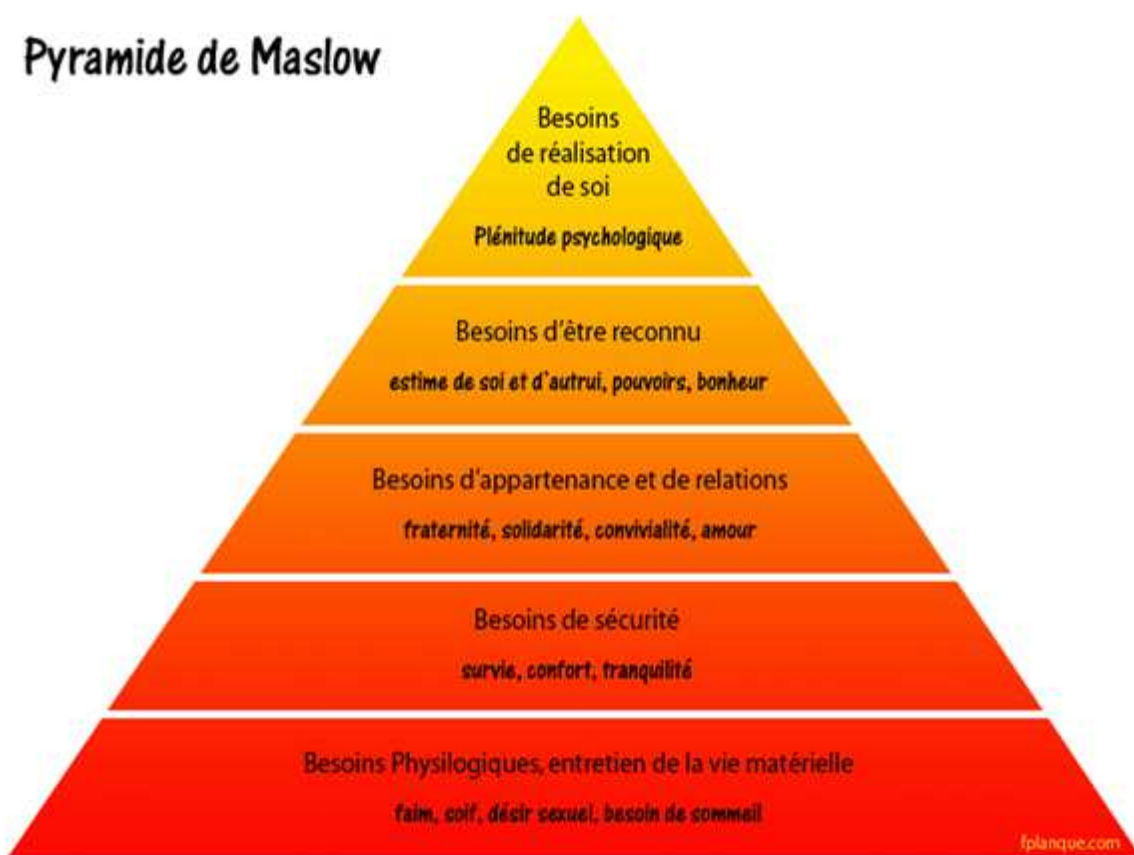 Pyramide de Maslow
Besoins
de réalisation
de soi
Plénitude psychologique
Besoins d'être reconnu
estime de soi et d'autrui, pouvoirs, bonheur
Besoins d'appartenance et de relations
fraternité, solidarité, convivialité, amour
Besoins de sécurité
survie, confort, tranquilité
Besoins Physilogiques, entretien de la vie matérielle
faim, soif, désir sexuel, besoin de sommeil
fplanque.com